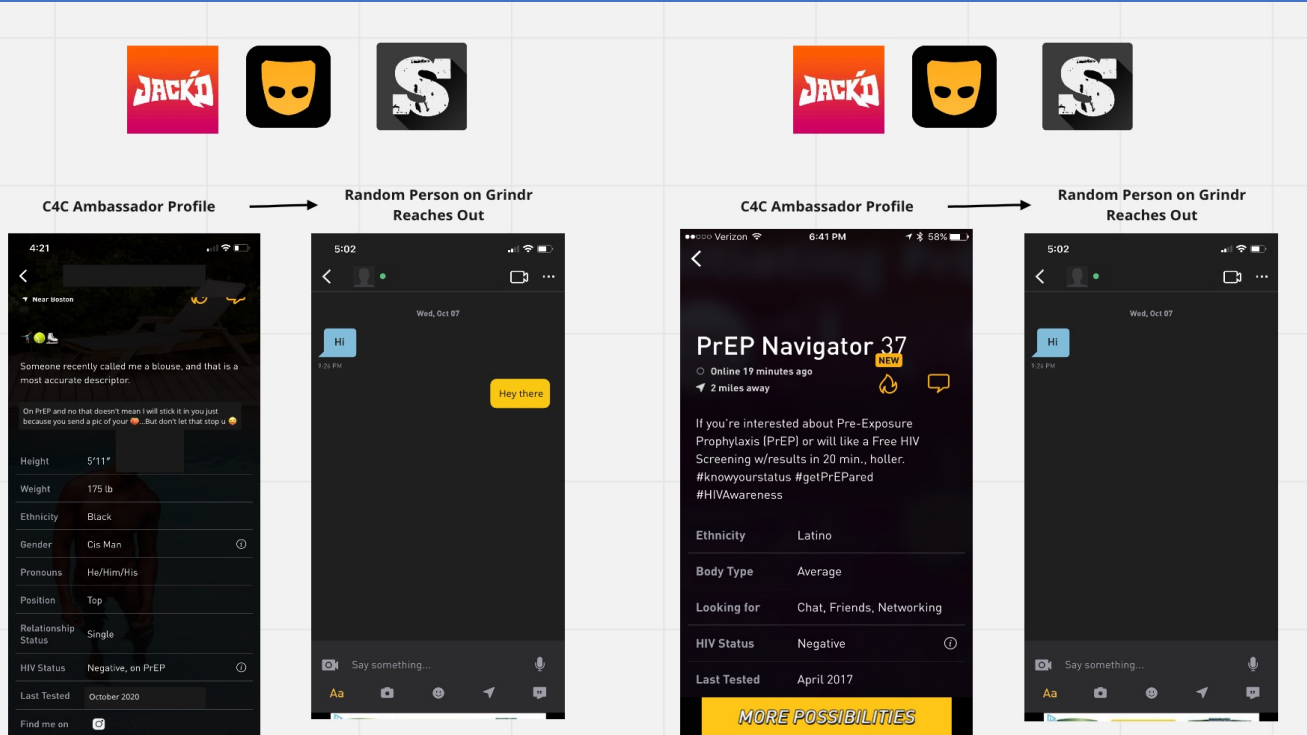 JACK'D
S
JACK'D
S
C4C Ambassador Profile
Random Person on Grindr
Reaches Out
4:21
Near Boston
Someone recently called me a blouse, and that is a
most accurate descriptor.
On PrEP and no that doesn't mean I will stick it in you just
because you send a pic of your 🍑...But don't let that stop u 😜
Height 5'11"
Weight 175 lb
Ethnicity Black
Gender Cis Man
Pronouns He/Him/His
Position Top
Relationship
Status Single
HIV Status Negative, on PrEP
Last Tested October 2020
Find me on
5:02
Wed, Oct 07
Hi
9:26 PM
Hey there
Say something...
Aa
C4C Ambassador Profile
Random Person on Grindr
Reaches Out
Verizon 6:41 PM 58%
PrEP Navigator 37
NEW
Online 19 minutes ago
2 miles away
If you're interested about Pre-Exposure
Prophylaxis (PrEP) or will like a Free HIV
Screening w/results in 20 min., holler.
#knowyourstatus #getPrEPared
#HIVAwareness
Ethnicity Latino
Body Type Average
Looking for Chat, Friends, Networking
HIV Status Negative
Last Tested April 2017
MORE POSSIBILITIES
5:02
Wed, Oct 07
Hi
9:26 PM
Say something...
Aa